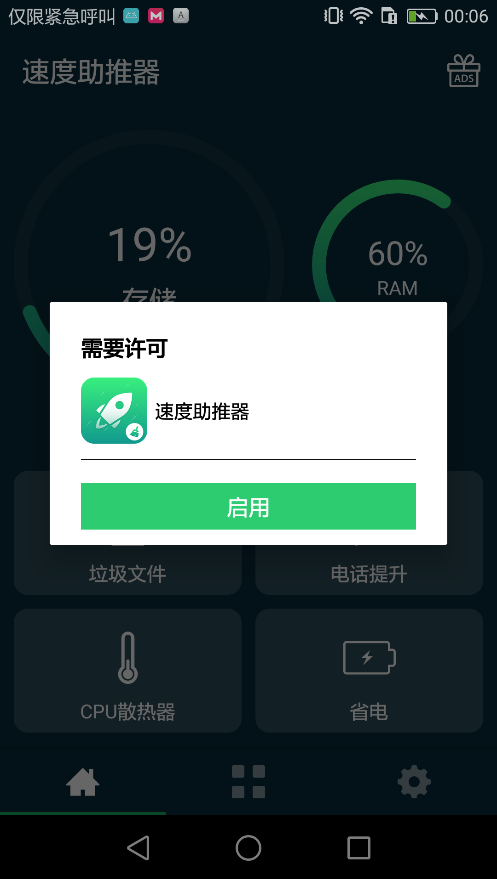 仅限紧急呼叫 00:06
速度助推器
ADS
19%
存储
60%
RAM
需要许可
速度助推器
启用
垃圾文件
电话提升
CPU散热器
省电